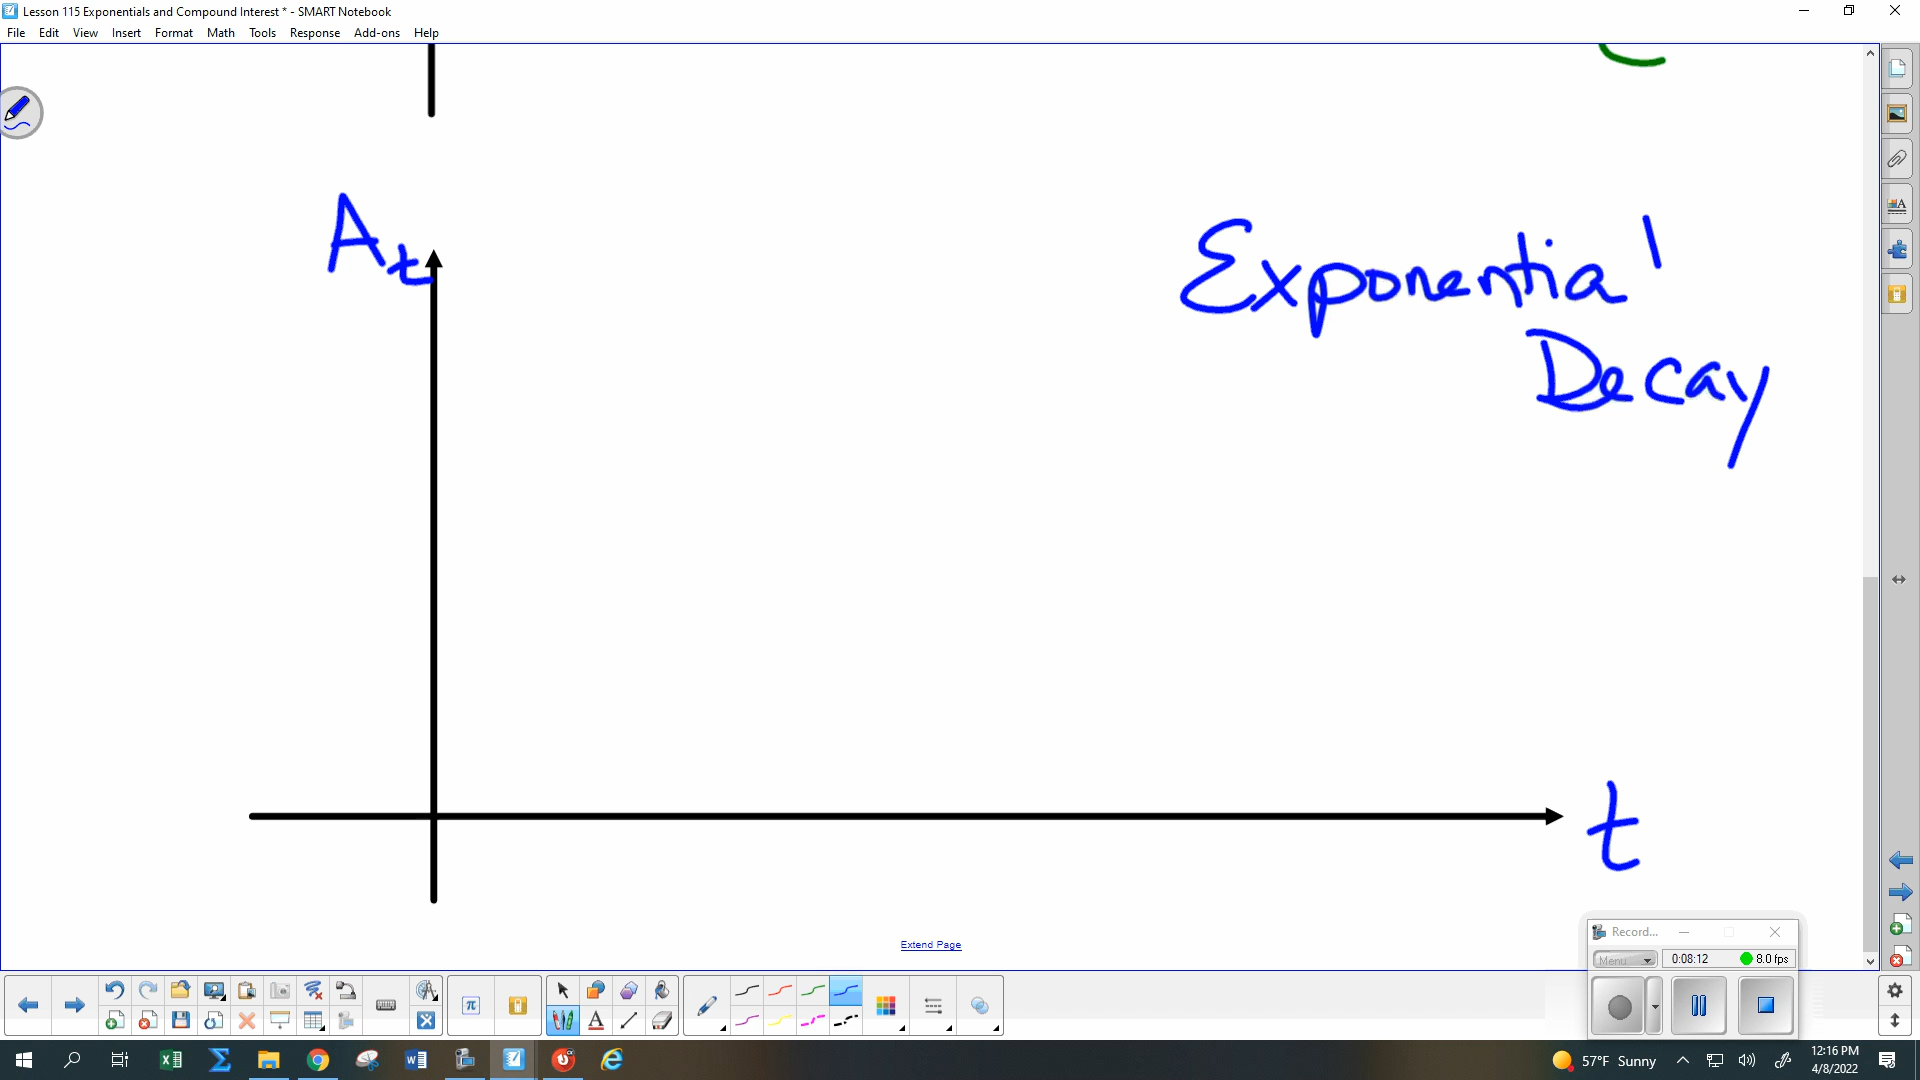 Lesson 115 Exponentials and Compound Interest * - SMART Notebook
File Edit View Insert Format Math Tools Response Add-ons Help
A_t
Exponential
Decay
t
Extend Page
Record...
Menu 0:08:12 8.0 fps
57°F Sunny
12:16 PM
4/8/2022